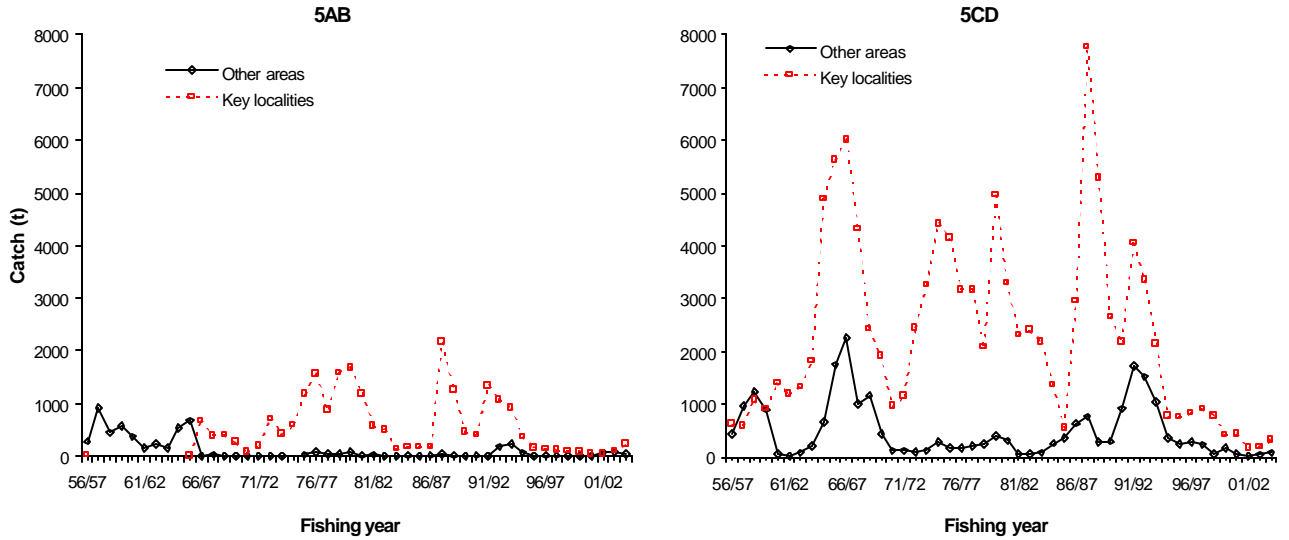 5AB
8000
7000
6000
5000
4000
3000
2000
1000
0
Catch (t)
Other areas
Key localities
56/57 61/62 66/67 71/72 76/77 81/82 86/87 91/92 96/97 01/02
Fishing year
5CD
8000
7000
6000
5000
4000
3000
2000
1000
0
Other areas
Key localities
56/57 61/62 66/67 71/72 76/77 81/82 86/87 91/92 96/97 01/02
Fishing year